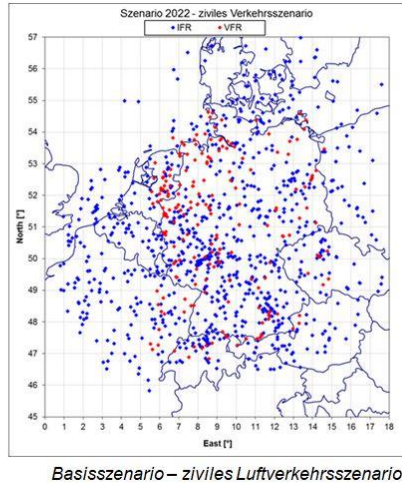 Szenario 2022 - ziviles Verkehrsszenario
IFR VFR
57
56
55
54
53
52
51
50
49
48
47
46
45
North [°]
0 1 2 3 4 5 6 7 8 9 10 11 12 13 14 15 16 17 18
East [°]
Basisszenario – ziviles Luftverkehrsszenario